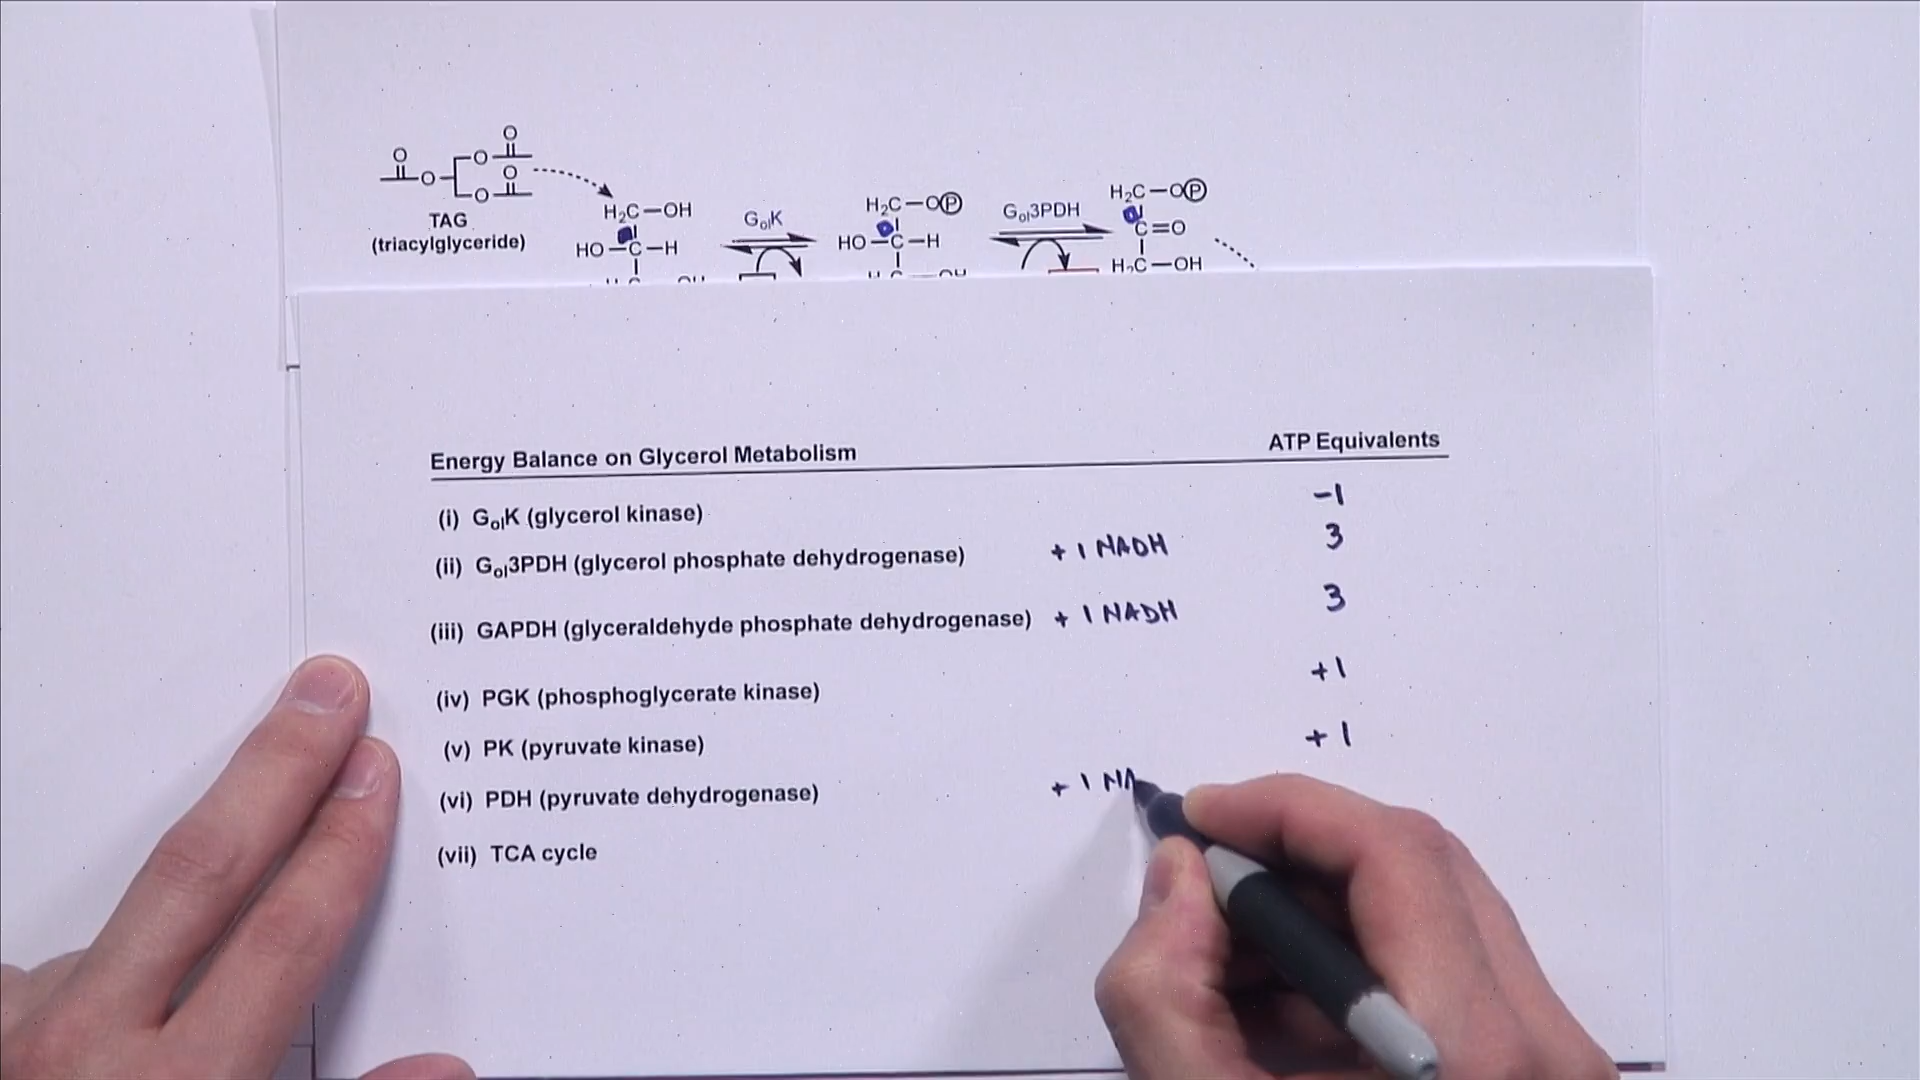 O
O O
O
O O
TAG
(triacylglyceride)
H2C—OH
HO—C—H
GolK
H2C—OP
HO—C—H
Gol3PDH
H2C—OP
C=O
H2C—OH
Energy Balance on Glycerol Metabolism ATP Equivalents
(i) GolK (glycerol kinase) -1
(ii) Gol3PDH (glycerol phosphate dehydrogenase) + 1 NADH 3
(iii) GAPDH (glyceraldehyde phosphate dehydrogenase) + 1 NADH 3
(iv) PGK (phosphoglycerate kinase) +1
(v) PK (pyruvate kinase) +1
(vi) PDH (pyruvate dehydrogenase) + 1 NA
(vii) TCA cycle